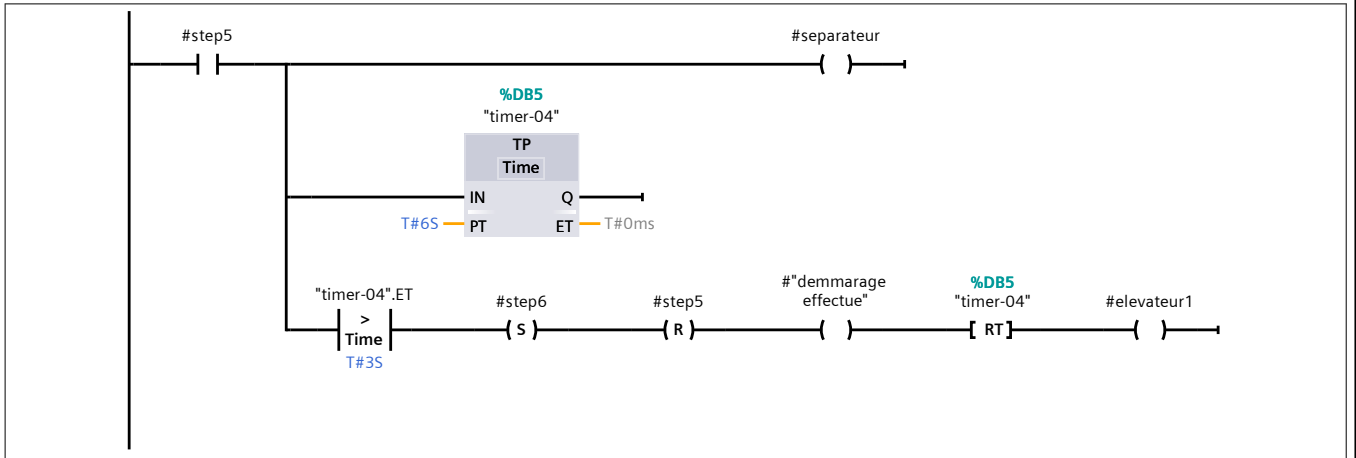 #step5
#separateur
%DB5
"timer-04"
TP
Time
IN
Q
T#6S
PT
ET
T#0ms
"timer-04".ET
>
Time
T#3S
#step6
S
#step5
R
#"demmarage
effectue"
%DB5
"timer-04"
RT
#elevateur1